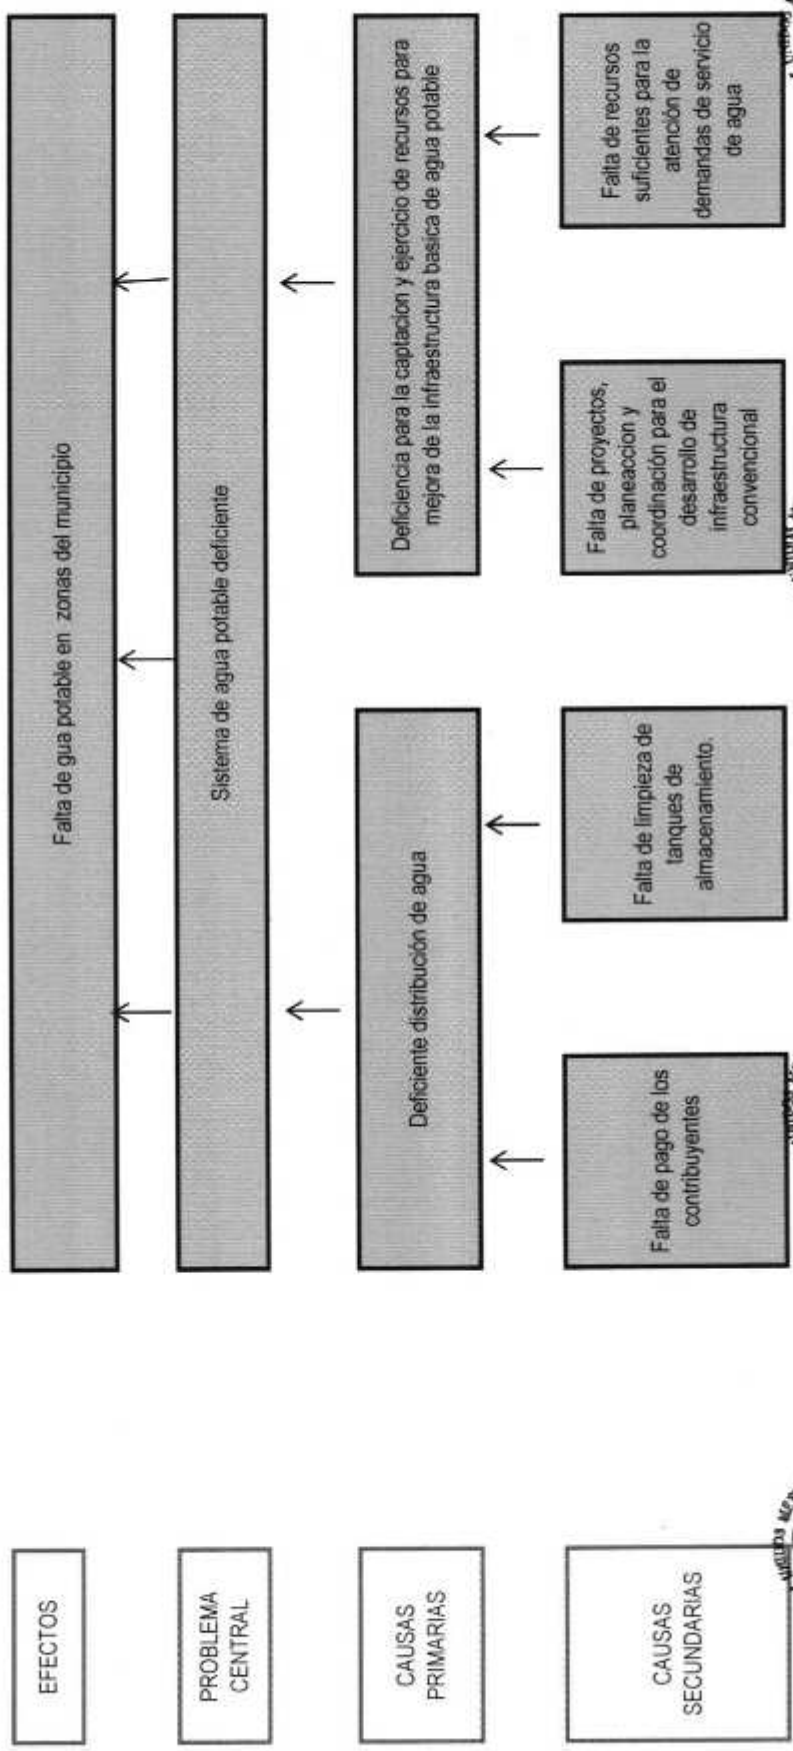 EFECTOS
Falta de gua potable en zonas del municipio
PROBLEMA
CENTRAL
Sistema de agua potable deficiente
CAUSAS
PRIMARIAS
Deficiente distribución de agua
Deficiencia para la captacion y ejercicio de recursos para
mejora de la infraestructura basica de agua potable
CAUSAS
SECUNDARIAS
Falta de pago de los
contribuyentes
Falta de limpieza de
tanques de
almacenamiento.
Falta de proyectos,
planeaccion y
coordinación para el
desarrollo de
infraestructura
convencional
Falta de recursos
suficientes para la
atención de
demandas de servicio
de agua